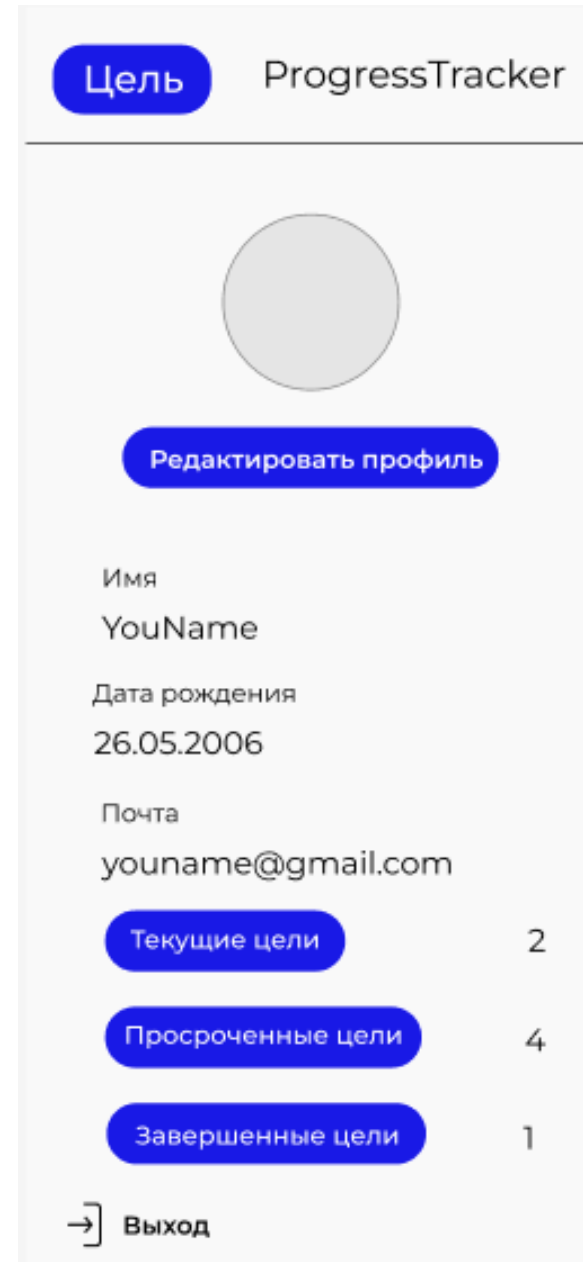 Цель
ProgressTracker
Редактировать профиль
Имя
YouName
Дата рождения
26.05.2006
Почта
youname@gmail.com
Текущие цели 2
Просроченные цели 4
Завершенные цели 1
Выход